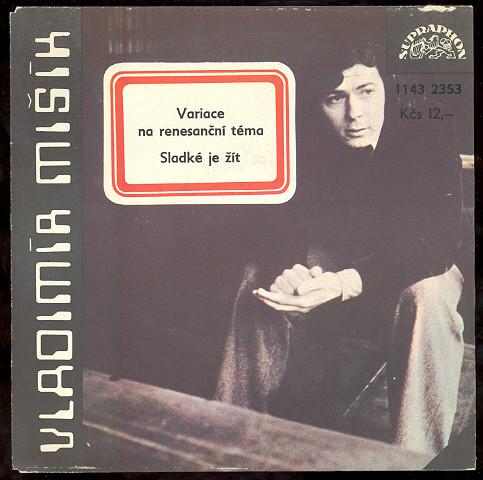 VLADIMÍR MIŠÍK
SUPRAPHON
1143 2353
Kčs 12,–
Variace
na renesanční téma
Sladké je žít